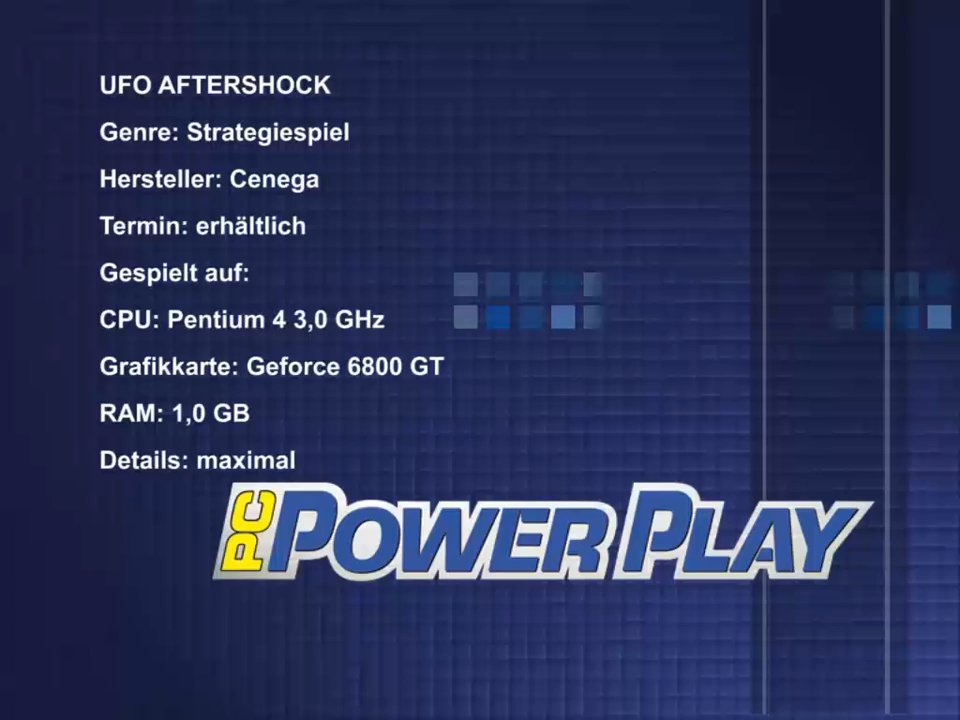 UFO AFTERSHOCK
Genre: Strategiespiel
Hersteller: Cenega
Termin: erhältlich
Gespielt auf:
CPU: Pentium 4 3,0 GHz
Grafikkarte: Geforce 6800 GT
RAM: 1,0 GB
Details: maximal
PC POWER PLAY